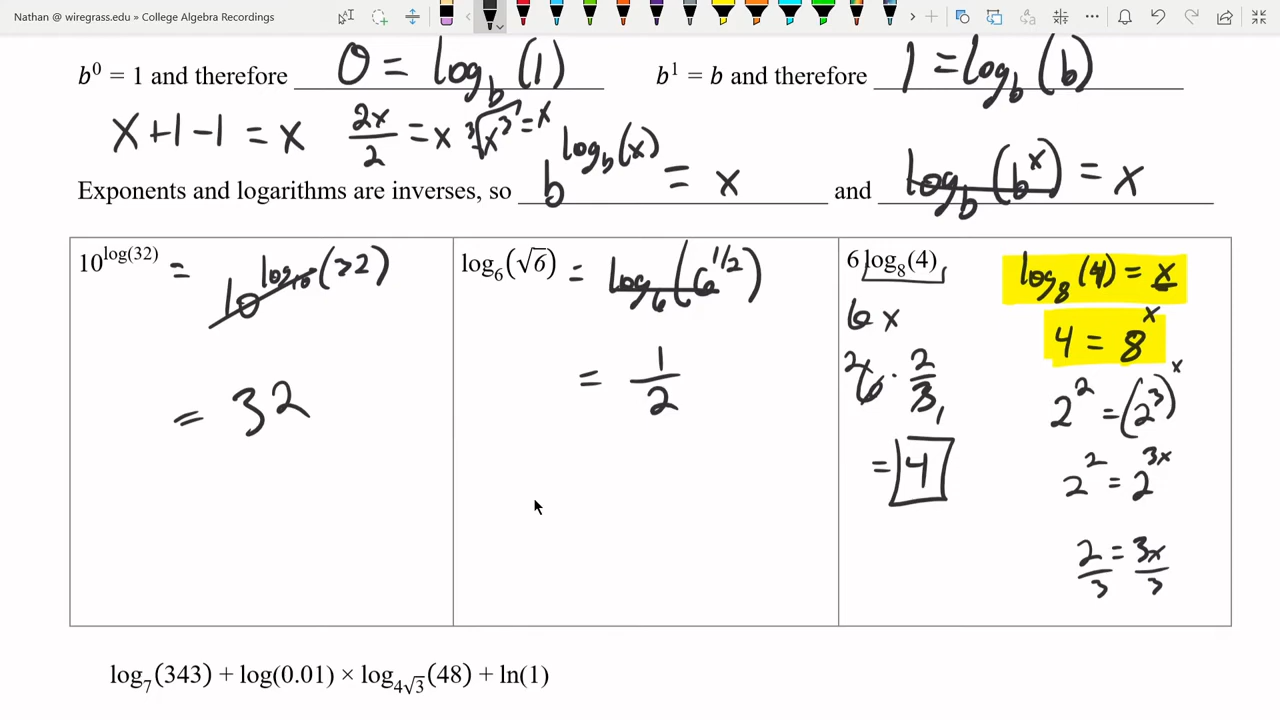 Nathan @ wiregrass.edu » College Algebra Recordings
b⁰ = 1 and therefore 0 = log_b (1) b¹ = b and therefore 1 = log_b (b)
x+1-1 = x 2x/2 = x ³√x³ = x
Exponents and logarithms are inverses, so b^(log_b(x)) = x and log_b (b^x) = x
10^log(32) = 10^(log₁₀(32))
= 32
log₆(√6) = log₆(6^1/2)
= 1/2
6 log₈(4)
6 x
2 6 · 2/3 1
= 4
log₈(4) = x
4 = 8^x
2² = (2³)^x
2² = 2^3x
2/3 = 3x/3
log₇(343) + log(0.01) × log_4√3(48) + ln(1)